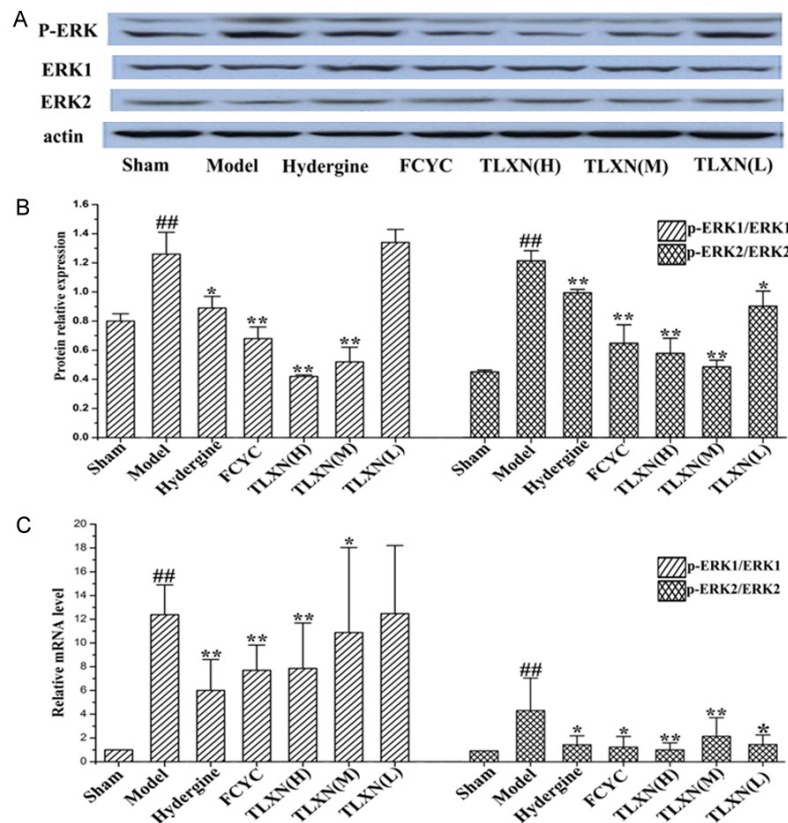 A
P-ERK
ERK1
ERK2
actin
Sham Model Hydergine FCYC TLXN(H) TLXN(M) TLXN(L)
B
Protein relative expression
1.6
1.4
1.2
1.0
0.8
0.6
0.4
0.2
0.0
## * ** ** **
## ** ** ** ** *
p-ERK1/ERK1
p-ERK2/ERK2
Sham Model Hydergine FCYC TLXN(H) TLXN(M) TLXN(L)
Sham Model Hydergine FCYC TLXN(H) TLXN(M) TLXN(L)
C
Relative mRNA level
20
18
16
14
12
10
8
6
4
2
0
## ** ** ** *
## * * ** ** *
p-ERK1/ERK1
p-ERK2/ERK2
Sham Model Hydergine FCYC TLXN(H) TLXN(M) TLXN(L)
Sham Model Hydergine FCYC TLXN(H) TLXN(M) TLXN(L)